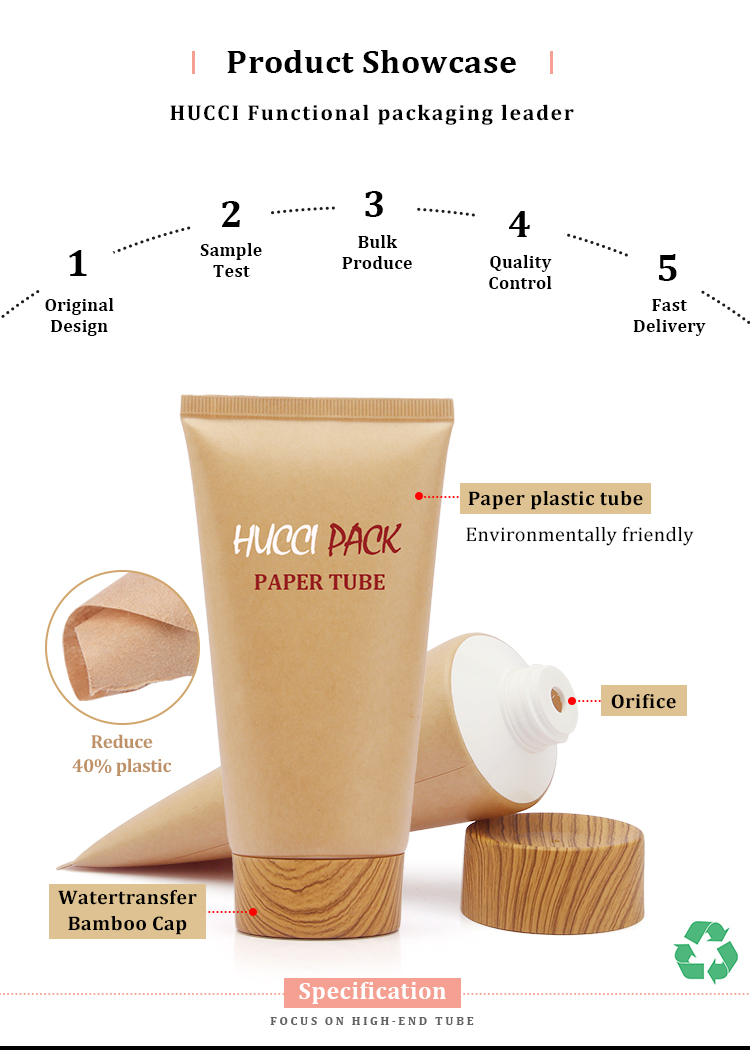 Product Showcase
HUCCI Functional packaging leader
1
Original
Design
2
Sample
Test
3
Bulk
Produce
4
Quality
Control
5
Fast
Delivery
HUCCI PACK
PAPER TUBE
Paper plastic tube
Environmentally friendly
Reduce
40% plastic
Orifice
Watertransfer
Bamboo Cap
Specification
FOCUS ON HIGH-END TUBE